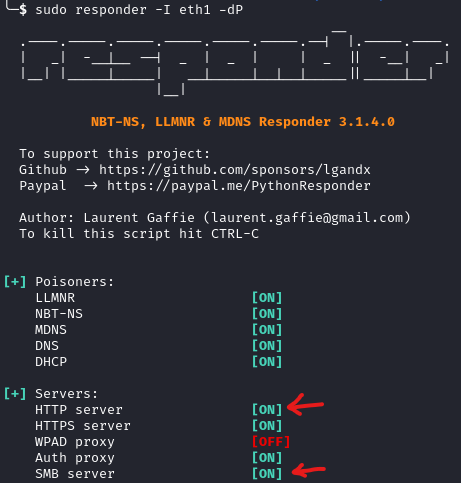 $ sudo responder -I eth1 -dP
NBT-NS, LLMNR & MDNS Responder 3.1.4.0
To support this project:
Github -> https://github.com/sponsors/lgandx
Paypal  -> https://paypal.me/PythonResponder
Author: Laurent Gaffie (laurent.gaffie@gmail.com)
To kill this script hit CTRL-C
[+] Poisoners:
LLMNR [ON]
NBT-NS [ON]
MDNS [ON]
DNS [ON]
DHCP [ON]
[+] Servers:
HTTP server [ON]
HTTPS server [ON]
WPAD proxy [OFF]
Auth proxy [ON]
SMB server [ON]